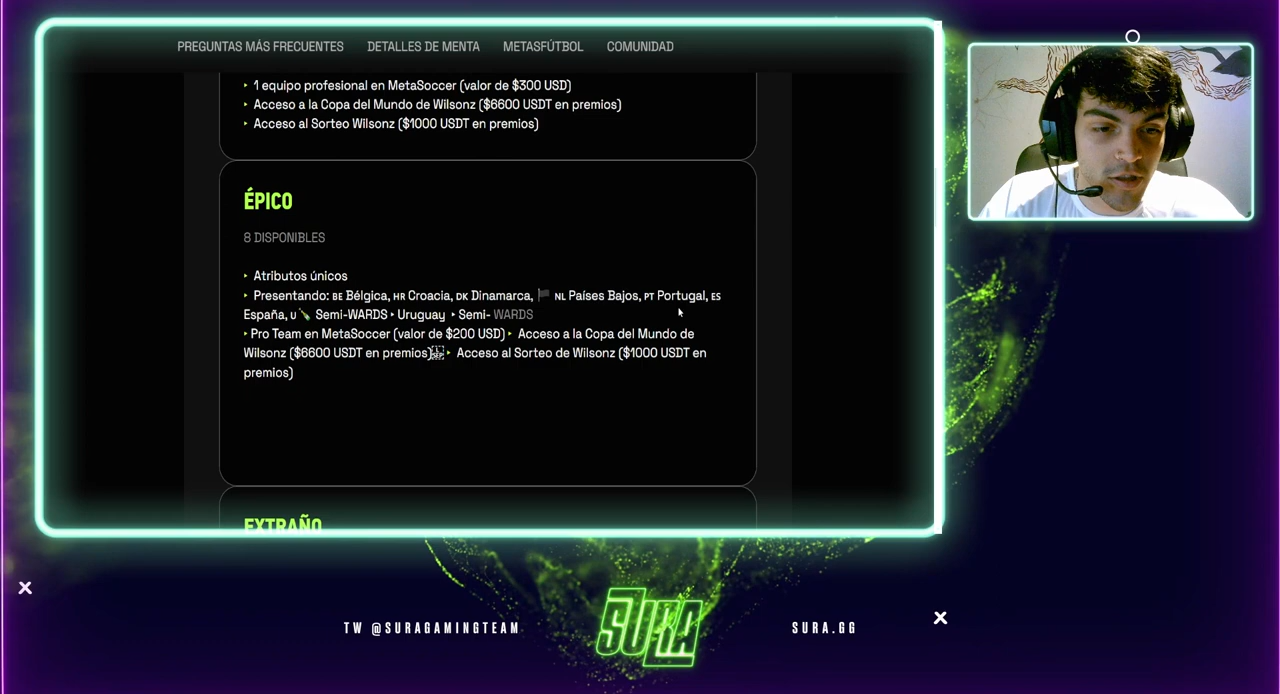 PREGUNTAS MÁS FRECUENTES DETALLES DE MENTA METASFÚTBOL COMUNIDAD
‣ 1 equipo profesional en MetaSoccer (valor de $300 USD)
‣ Acceso a la Copa del Mundo de Wilsonz ($6600 USDT en premios)
‣ Acceso al Sorteo Wilsonz ($1000 USDT en premios)
ÉPICO
8 DISPONIBLES
‣ Atributos únicos
‣ Presentando: BE Bélgica, HR Croacia, DK Dinamarca, 🏴 NL Países Bajos, PT Portugal, ES
España, U 🍾 Semi-WARDS ‣ Uruguay ‣ Semi- WARDS
‣ Pro Team en MetaSoccer (valor de $200 USD) ‣ Acceso a la Copa del Mundo de
Wilsonz ($6600 USDT en premios) ‣ Acceso al Sorteo de Wilsonz ($1000 USDT en
premios)
EXTRAÑO
TW @SURAGAMINGTEAM
SURA
SURA.GG